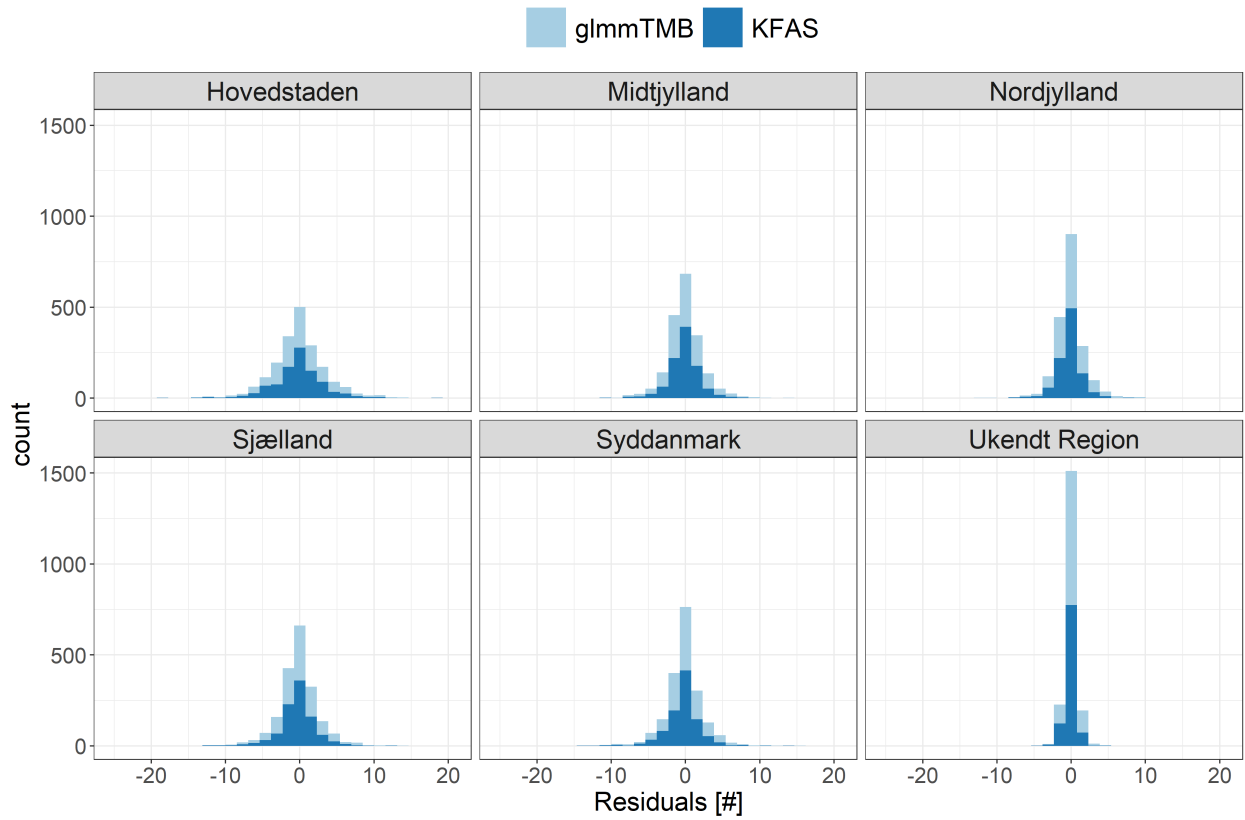 glmmTMB KFAS
Hovedstaden Midtjylland Nordjylland
1500
1000
500
0
count
Sjælland Syddanmark Ukendt Region
1500
1000
500
0
-20 -10 0 10 20 -20 -10 0 10 20 -20 -10 0 10 20
Residuals [#]